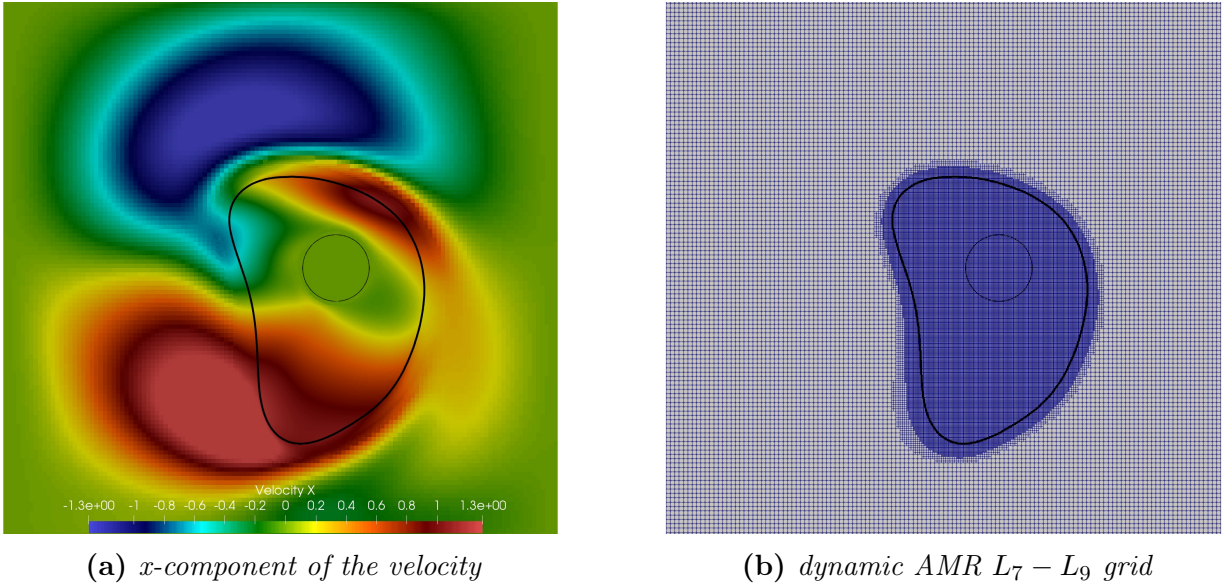 Velocity X
-1.3e+00 -1 -0.8 -0.6 -0.4 -0.2 0 0.2 0.4 0.6 0.8 1 1.3e+00
(a) x-component of the velocity
(b) dynamic AMR L₇ − L₉ grid